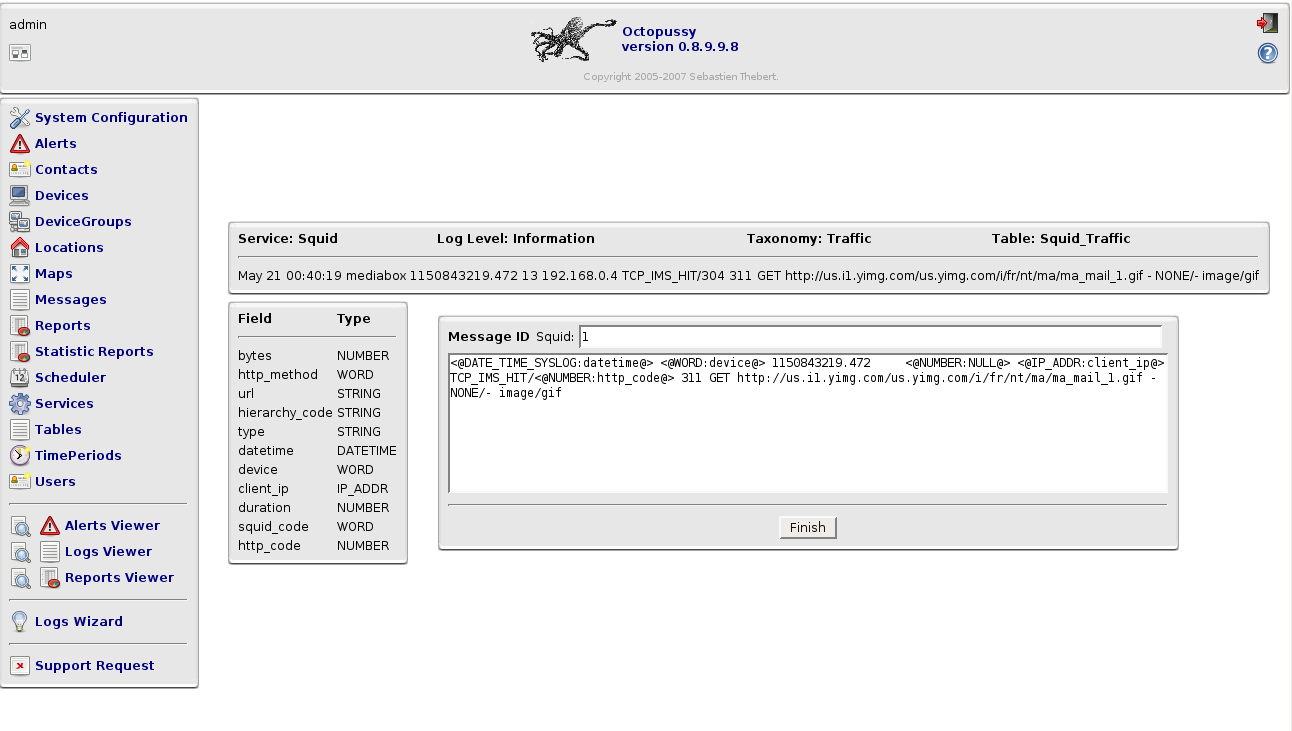 admin
Octopussy
version 0.8.9.9.8
Copyright 2005-2007 Sebastien Thebert.
System Configuration
Alerts
Contacts
Devices
DeviceGroups
Locations
Maps
Messages
Reports
Statistic Reports
Scheduler
Services
Tables
TimePeriods
Users
Alerts Viewer
Logs Viewer
Reports Viewer
Logs Wizard
Support Request
Service: Squid Log Level: Information Taxonomy: Traffic Table: Squid_Traffic
May 21 00:40:19 mediabox 1150843219.472 13 192.168.0.4 TCP_IMS_HIT/304 311 GET http://us.i1.yimg.com/us.yimg.com/i/fr/nt/ma/ma_mail_1.gif - NONE/- image/gif
Field Type
bytes NUMBER
http_method WORD
url STRING
hierarchy_code STRING
type STRING
datetime DATETIME
device WORD
client_ip IP_ADDR
duration NUMBER
squid_code WORD
http_code NUMBER
Message ID Squid: 1
<@DATE_TIME_SYSLOG:datetime@> <@WORD:device@> 1150843219.472     <@NUMBER:NULL@> <@IP_ADDR:client_ip@>
TCP_IMS_HIT/<@NUMBER:http_code@> 311 GET http://us.i1.yimg.com/us.yimg.com/i/fr/nt/ma/ma_mail_1.gif -
NONE/- image/gif
Finish